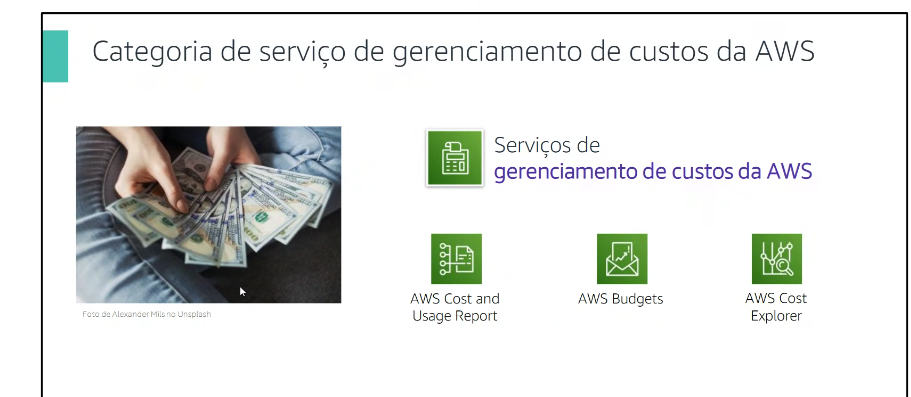 Categoria de serviço de gerenciamento de custos da AWS
Serviços de
gerenciamento de custos da AWS
AWS Cost and
Usage Report
AWS Budgets
AWS Cost
Explorer
Foto de Alexander Mils no Unsplash